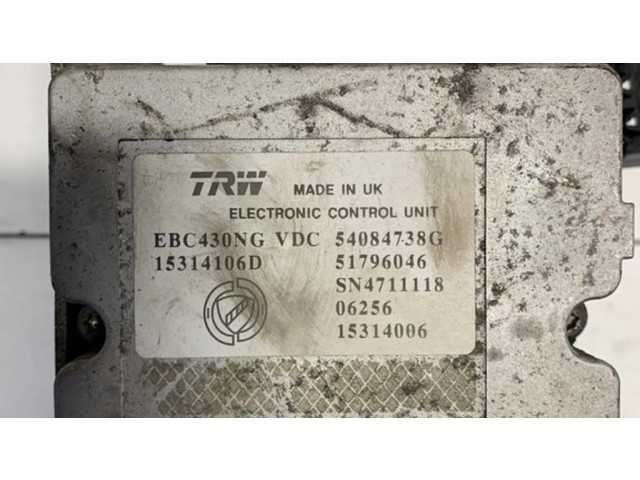 TRW MADE IN UK
ELECTRONIC CONTROL UNIT
EBC430NG VDC 54084738G
15314106D 51796046
SN4711118
06256
15314006